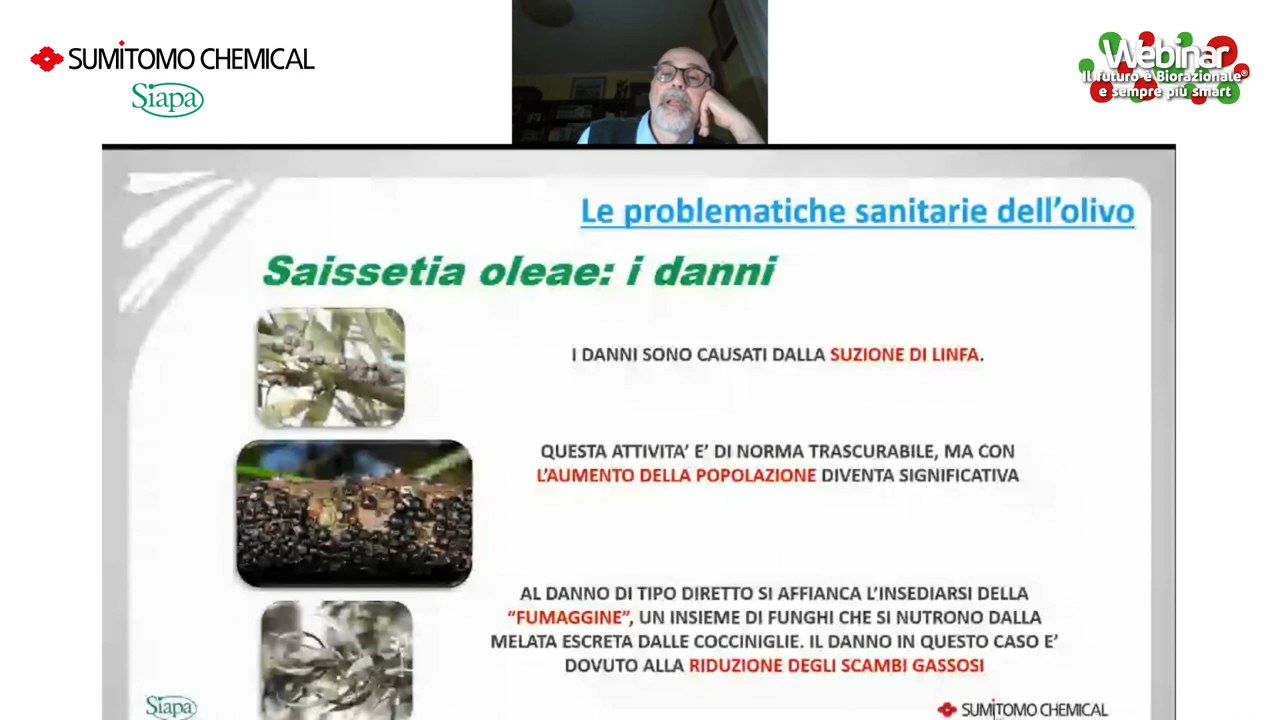 SUMITOMO CHEMICAL
Siapa
Webinar
Il futuro è Biorazionale®
e sempre più smart
Le problematiche sanitarie dell'olivo
Saissetia oleae: i danni
I DANNI SONO CAUSATI DALLA SUZIONE DI LINFA.
QUESTA ATTIVITA' E' DI NORMA TRASCURABILE, MA CON
L'AUMENTO DELLA POPOLAZIONE DIVENTA SIGNIFICATIVA
AL DANNO DI TIPO DIRETTO SI AFFIANCA L'INSEDIARSI DELLA
"FUMAGGINE", UN INSIEME DI FUNGHI CHE SI NUTRONO DALLA
MELATA ESCRETA DALLE COCCINIGLIE. IL DANNO IN QUESTO CASO E'
DOVUTO ALLA RIDUZIONE DEGLI SCAMBI GASSOSI
Siapa
SUMITOMO CHEMICAL